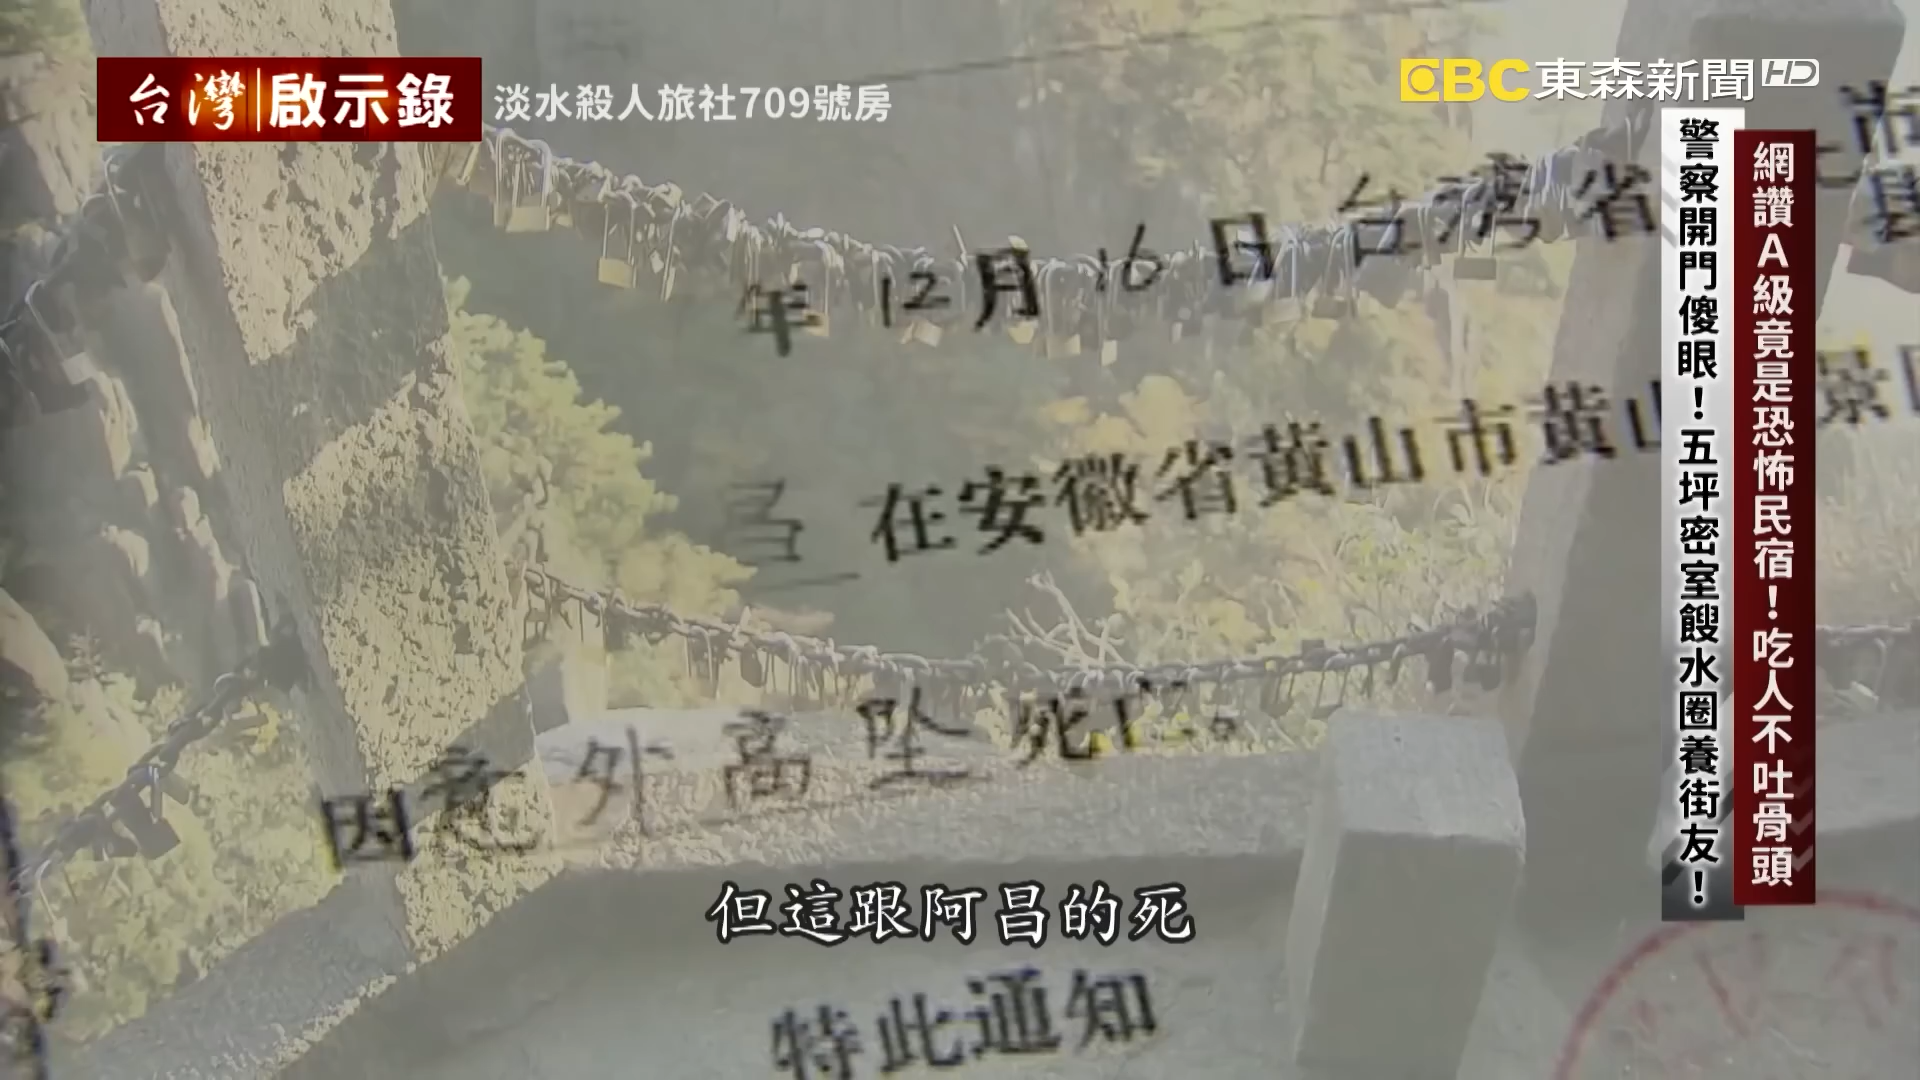 台灣啟示錄
淡水殺人旅社709號房
EBC東森新聞HD
網讚A級竟是恐怖民宿!吃人不吐骨頭
警察開門傻眼!五坪密室餿水圈養街友!
年 12月 16日 台湾省
在安徽省黄山市黄山
因意外高坠死亡。
但這跟阿昌的死
特此通知